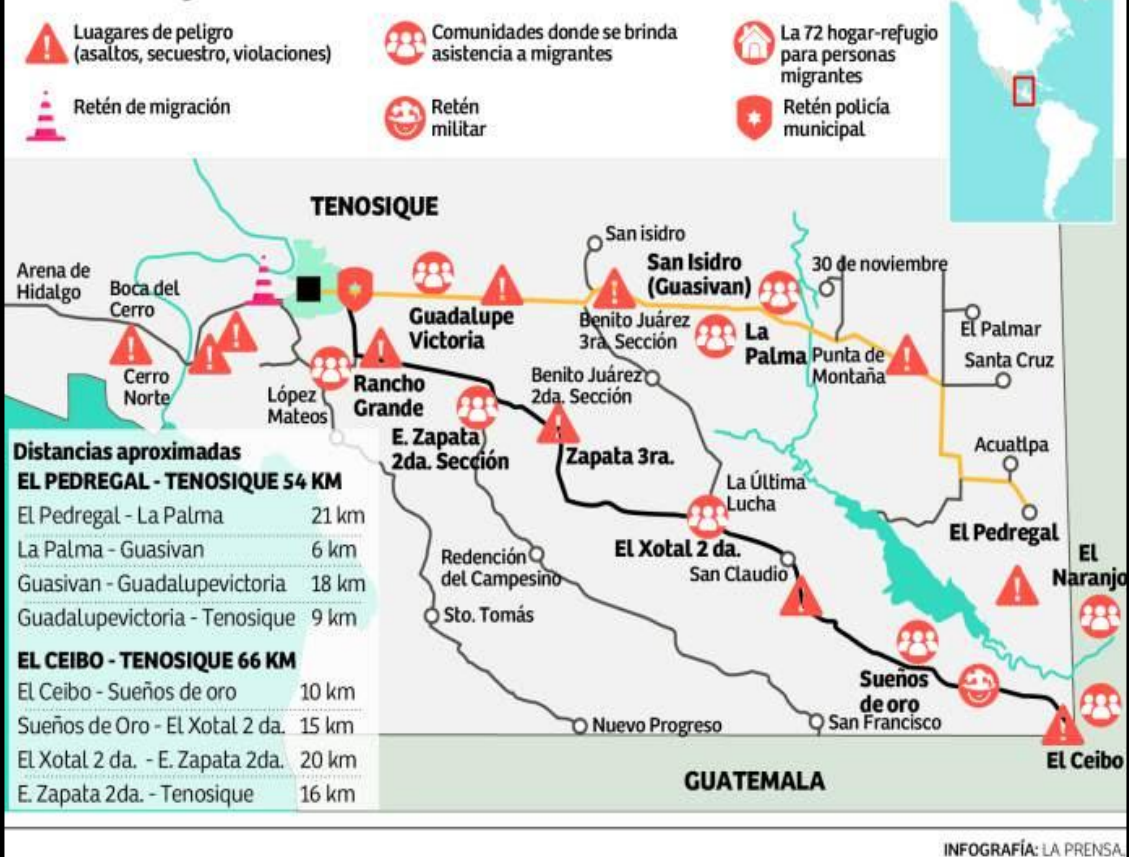 Luagares de peligro
(asaltos, secuestro, violaciones)
Comunidades donde se brinda
asistencia a migrantes
La 72 hogar-refugio
para personas
migrantes
Retén de migración
Retén
militar
Retén policía
municipal
TENOSIQUE
San isidro
San Isidro
(Guasivan)
30 de noviembre
Arena de
Hidalgo
Boca del
Cerro
Guadalupe
Victoria
Benito Juárez
3ra. Sección
La
Palma
Punta de
Montaña
El Palmar
Santa Cruz
Cerro
Norte
López
Mateos
Rancho
Grande
Benito Juárez
2da. Sección
E. Zapata
2da. Sección
Zapata 3ra.
Acuatlpa
La Última
Lucha
El Pedregal
El Xotal 2 da.
San Claudio
Redención
del Campesino
Sto. Tomás
El
Naranjo
Sueños
de oro
Nuevo Progreso
San Francisco
El Ceibo
GUATEMALA
Distancias aproximadas
EL PEDREGAL - TENOSIQUE 54 KM
El Pedregal - La Palma 21 km
La Palma - Guasivan 6 km
Guasivan - Guadalupevictoria 18 km
Guadalupevictoria - Tenosique 9 km
EL CEIBO - TENOSIQUE 66 KM
El Ceibo - Sueños de oro 10 km
Sueños de Oro - El Xotal 2 da. 15 km
El Xotal 2 da. - E. Zapata 2da. 20 km
E. Zapata 2da. - Tenosique 16 km
INFOGRAFÍA: LA PRENSA.